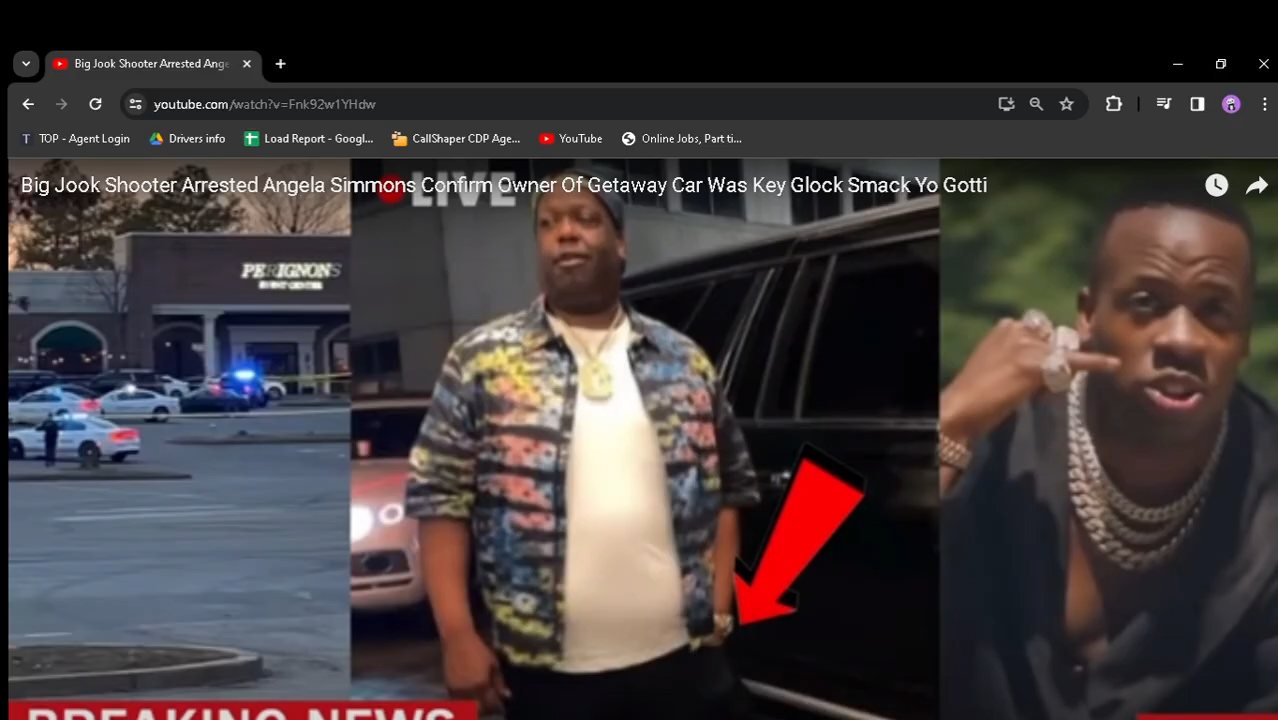 Big Jook Shooter Arrested Ange
youtube.com/watch?v=Fnk92w1YHdw
T TOP - Agent Login
Drivers info
Load Report - Googl...
CallShaper CDP Age...
YouTube
Online Jobs, Part ti...
Big Jook Shooter Arrested Angela Simmons Confirm Owner Of Getaway Car Was Key Glock Smack Yo Gotti
LIVE
PERIGNONS
EVENT CENTER
BREAKING NEWS